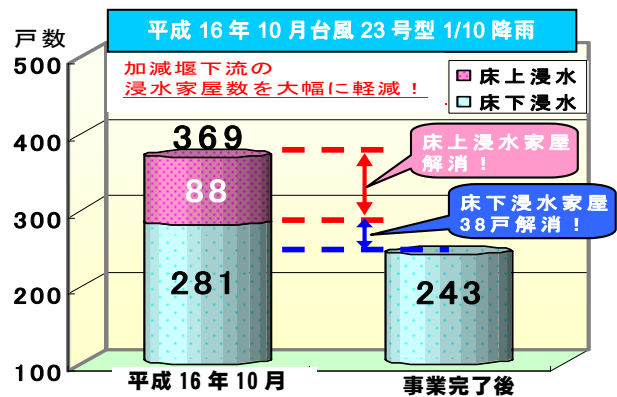 平成16年10月台風23号型1/10降雨
戸数
加減堰下流の
浸水家屋数を大幅に軽減！
床上浸水
床下浸水
500
400
300
200
100
369
88
281
243
床上浸水家屋
解消！
床下浸水家屋
38戸解消！
平成16年10月
事業完了後